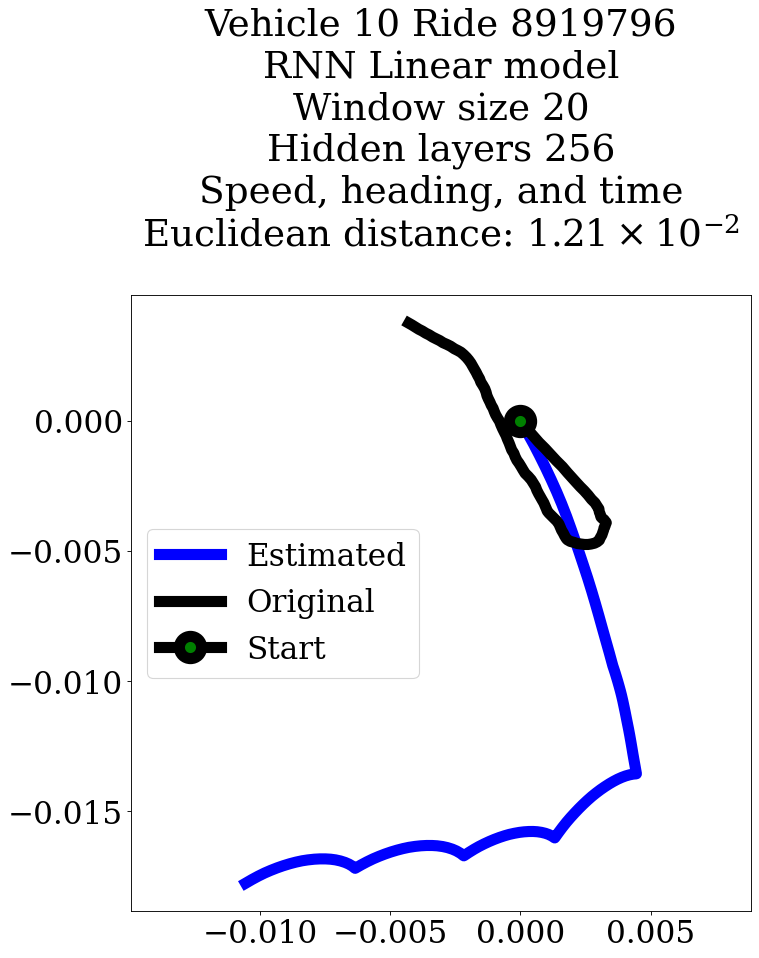 Vehicle 10 Ride 8919796
RNN Linear model
Window size 20
Hidden layers 256
Speed, heading, and time
Euclidean distance: 1.21 × 10⁻²
0.000
−0.005
−0.010
−0.015
Estimated
Original
Start
−0.010 −0.005 0.000 0.005